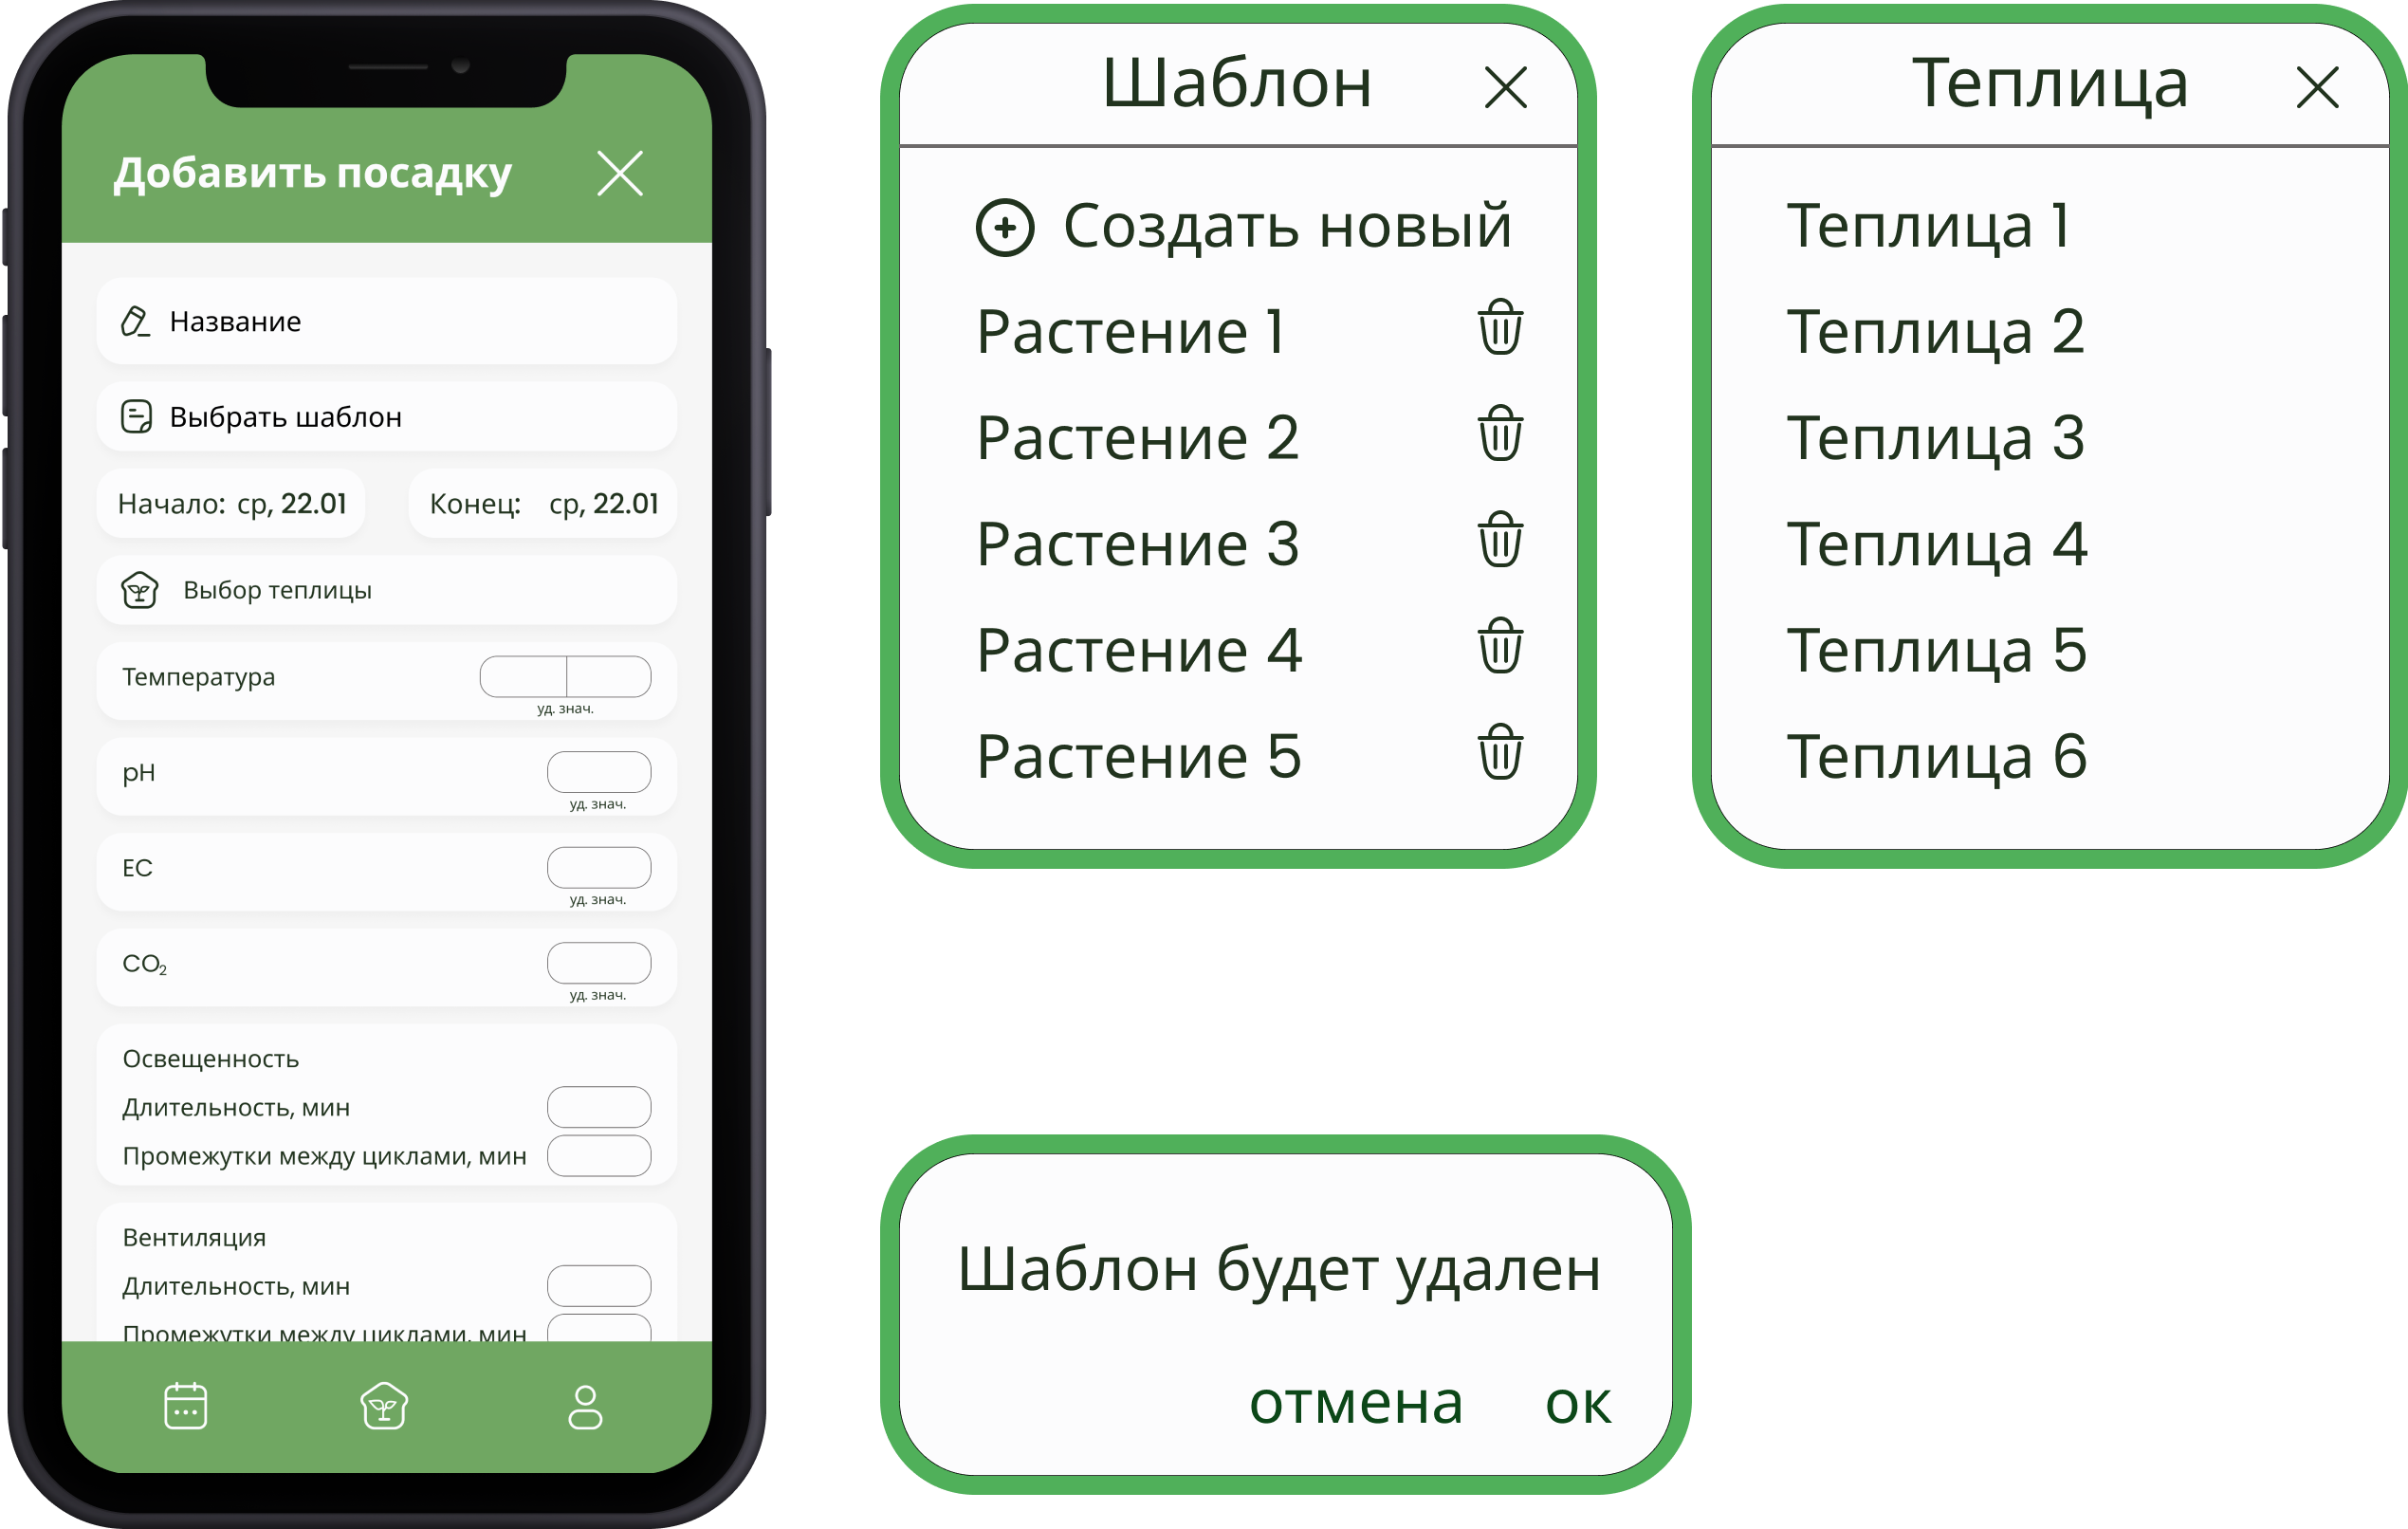 Добавить посадку
Название
Выбрать шаблон
Начало: ср, 22.01
Конец: ср, 22.01
Выбор теплицы
Температура
уд. знач.
pH
уд. знач.
EC
уд. знач.
CO₂
уд. знач.
Освещенность
Длительность, мин
Промежутки между циклами, мин
Вентиляция
Длительность, мин
Промежутки между циклами, мин
Шаблон
Создать новый
Растение 1
Растение 2
Растение 3
Растение 4
Растение 5
Теплица
Теплица 1
Теплица 2
Теплица 3
Теплица 4
Теплица 5
Теплица 6
Шаблон будет удален
отмена ок